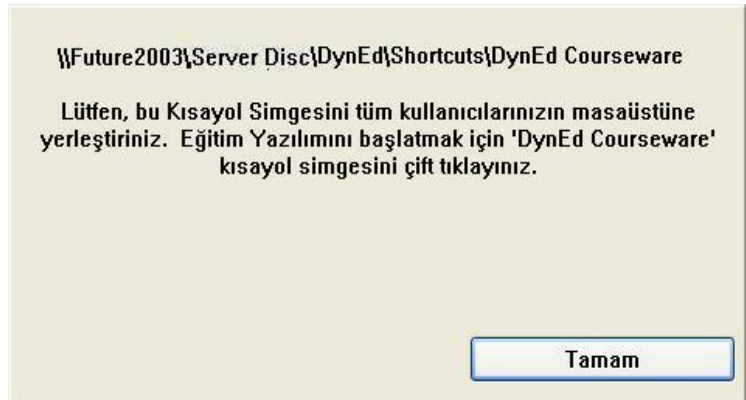 \\Future2003\Server Disc\DynEd\Shortcuts\DynEd Courseware
Lütfen, bu Kısayol Simgesini tüm kullanıcılarınızın masaüstüne
yerleştiriniz. Eğitim Yazılımını başlatmak için 'DynEd Courseware'
kısayol simgesini çift tıklayınız.
Tamam